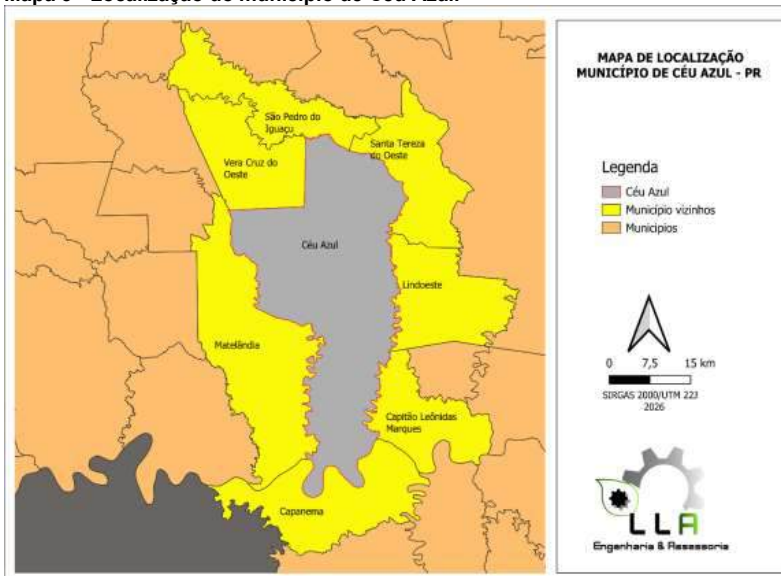 MAPA DE LOCALIZAÇÃO
MUNICÍPIO DE CÉU AZUL - PR
São Pedro do
Iguaçu
Santa Tereza
do Oeste
Vera Cruz do
Oeste
Céu Azul
Lindoeste
Matelândia
Capitão Leônidas
Marques
Capanema
Legenda
Céu Azul
Município vizinhos
Municipios
0 7,5 15 km
SIRGAS 2000/UTM 22J
2026
LLA
Engenharia & Assessoria